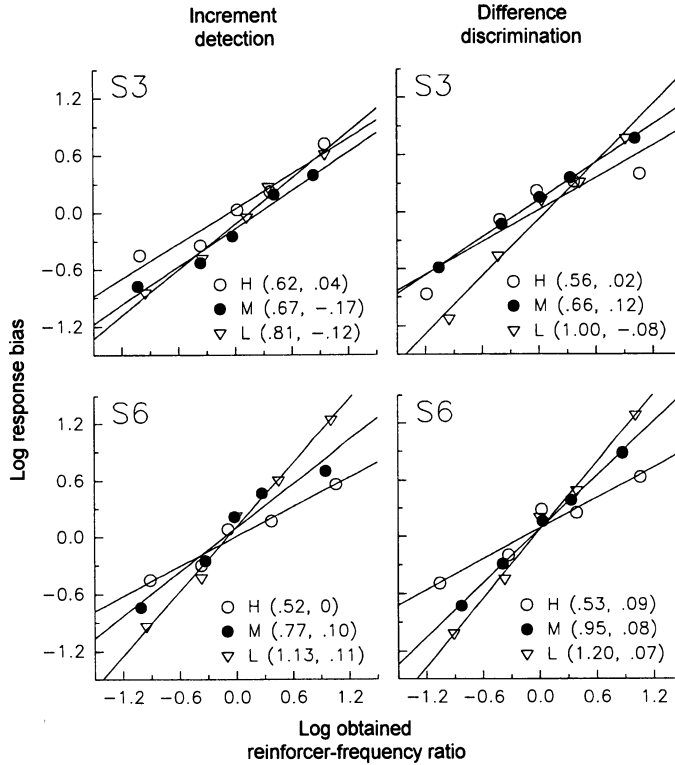 Increment
detection
Difference
discrimination
S3
1.2
0.6
0.0
−0.6
−1.2
H (.62, .04)
M (.67, −.17)
L (.81, −.12)
S3
H (.56, .02)
M (.66, .12)
L (1.00, −.08)
Log response bias
S6
1.2
0.6
0.0
−0.6
−1.2
H (.52, 0)
M (.77, .10)
L (1.13, .11)
−1.2 −0.6 0.0 0.6 1.2
S6
H (.53, .09)
M (.95, .08)
L (1.20, .07)
−1.2 −0.6 0.0 0.6 1.2
Log obtained
reinforcer-frequency ratio